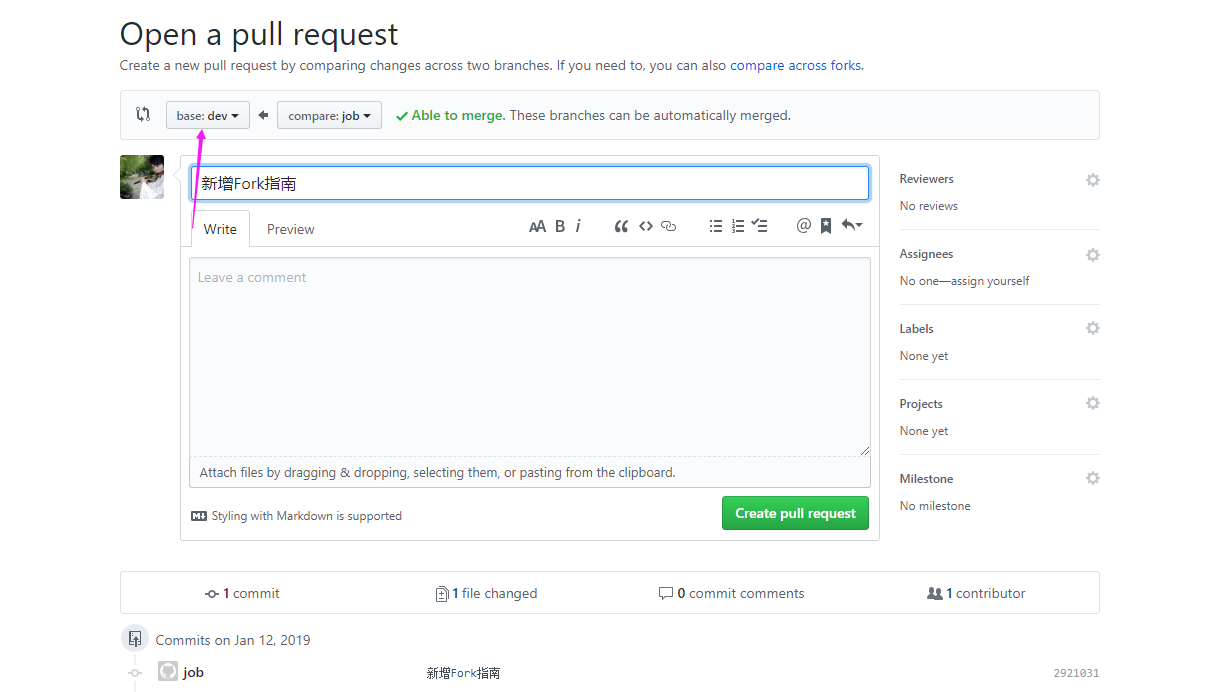 Open a pull request
Create a new pull request by comparing changes across two branches. If you need to, you can also compare across forks.
base: dev compare: job Able to merge. These branches can be automatically merged.
新增Fork指南
Write Preview AA B i @
Leave a comment
Attach files by dragging & dropping, selecting them, or pasting from the clipboard.
Styling with Markdown is supported
Create pull request
Reviewers
No reviews
Assignees
No one—assign yourself
Labels
None yet
Projects
None yet
Milestone
No milestone
1 commit 1 file changed 0 commit comments 1 contributor
Commits on Jan 12, 2019
job 新增Fork指南 2921031